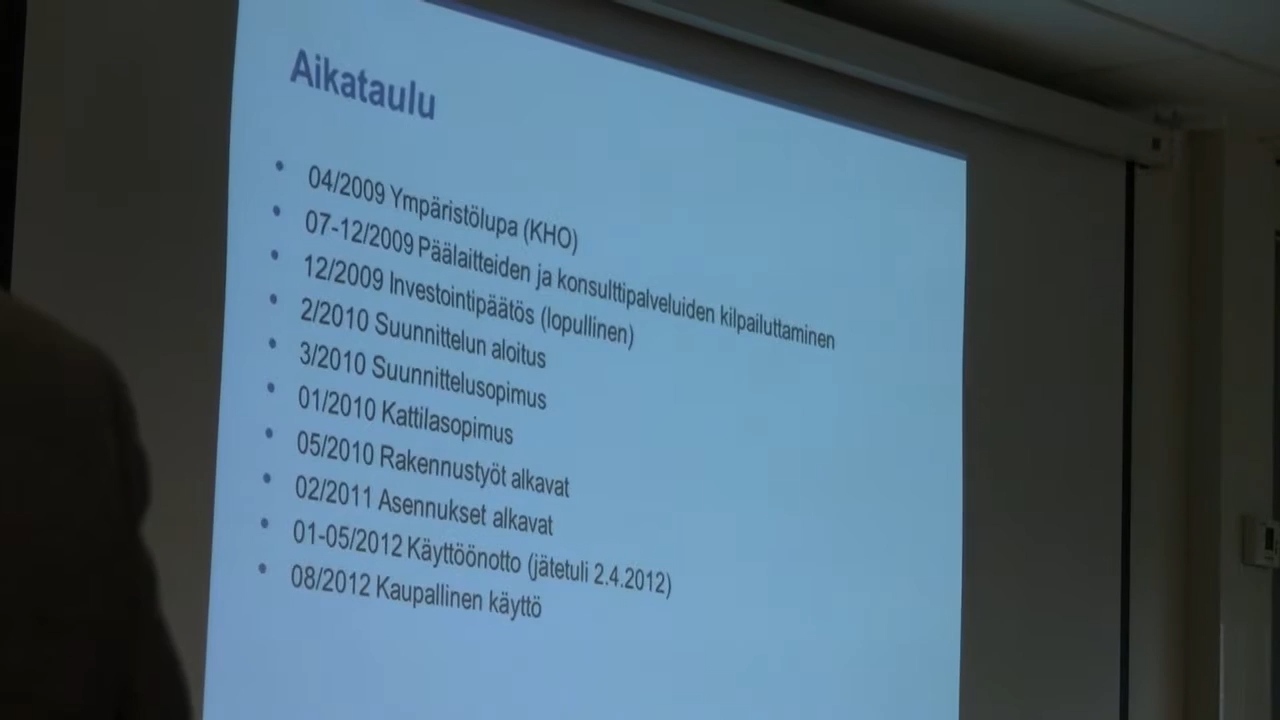 Aikataulu
• 04/2009 Ympäristölupa (KHO)
• 07-12/2009 Päälaitteiden ja konsulttipalveluiden kilpailuttaminen
• 12/2009 Investointipäätös (lopullinen)
• 2/2010 Suunnittelun aloitus
• 3/2010 Suunnittelusopimus
• 01/2010 Kattilasopimus
• 05/2010 Rakennustyöt alkavat
• 02/2011 Asennukset alkavat
• 01-05/2012 Käyttöönotto (jätetuli 2.4.2012)
• 08/2012 Kaupallinen käyttö